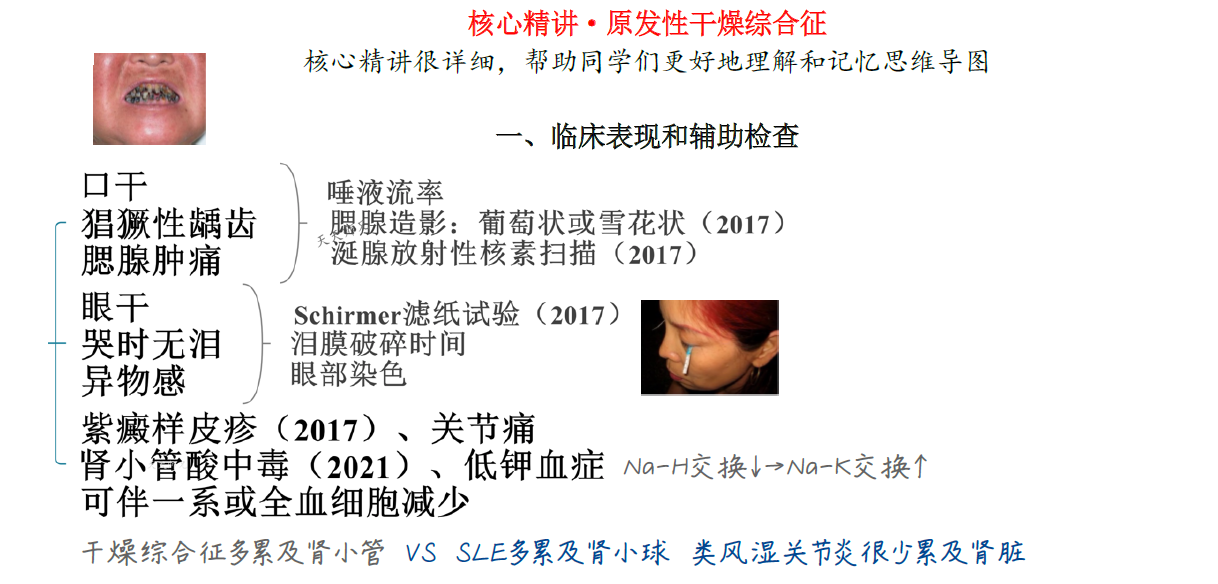 核心精讲·原发性干燥综合征
核心精讲很详细，帮助同学们更好地理解和记忆思维导图
一、临床表现和辅助检查
口干
猖獗性龋齿
腮腺肿痛
唾液流率
腮腺造影：葡萄状或雪花状（2017）
涎腺放射性核素扫描（2017）
眼干
哭时无泪
异物感
Schirmer滤纸试验（2017）
泪膜破碎时间
眼部染色
紫癜样皮疹（2017）、关节痛
肾小管酸中毒（2021）、低钾血症 Na-H交换↓→Na-K交换↑
可伴一系或全血细胞减少
干燥综合征多累及肾小管 VS SLE多累及肾小球 类风湿关节炎很少累及肾脏